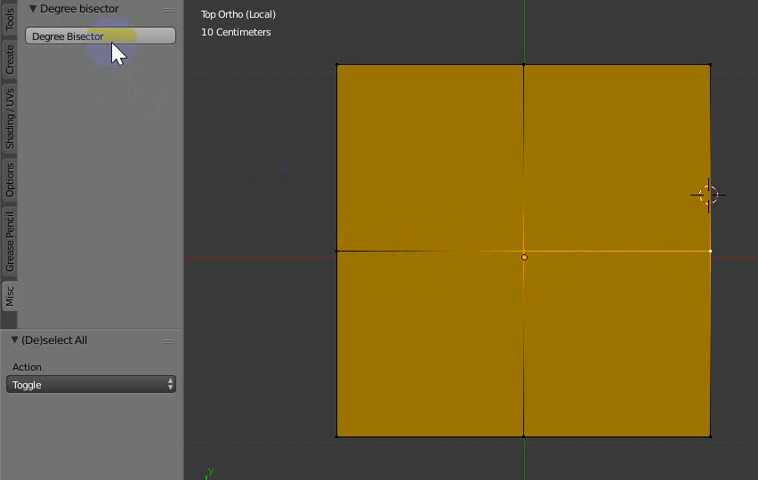 Degree bisector
Degree Bisector
Tools
Create
Shading / UVs
Options
Grease Pencil
Misc
(De)select All
Action
Toggle
Top Ortho (Local)
10 Centimeters
y